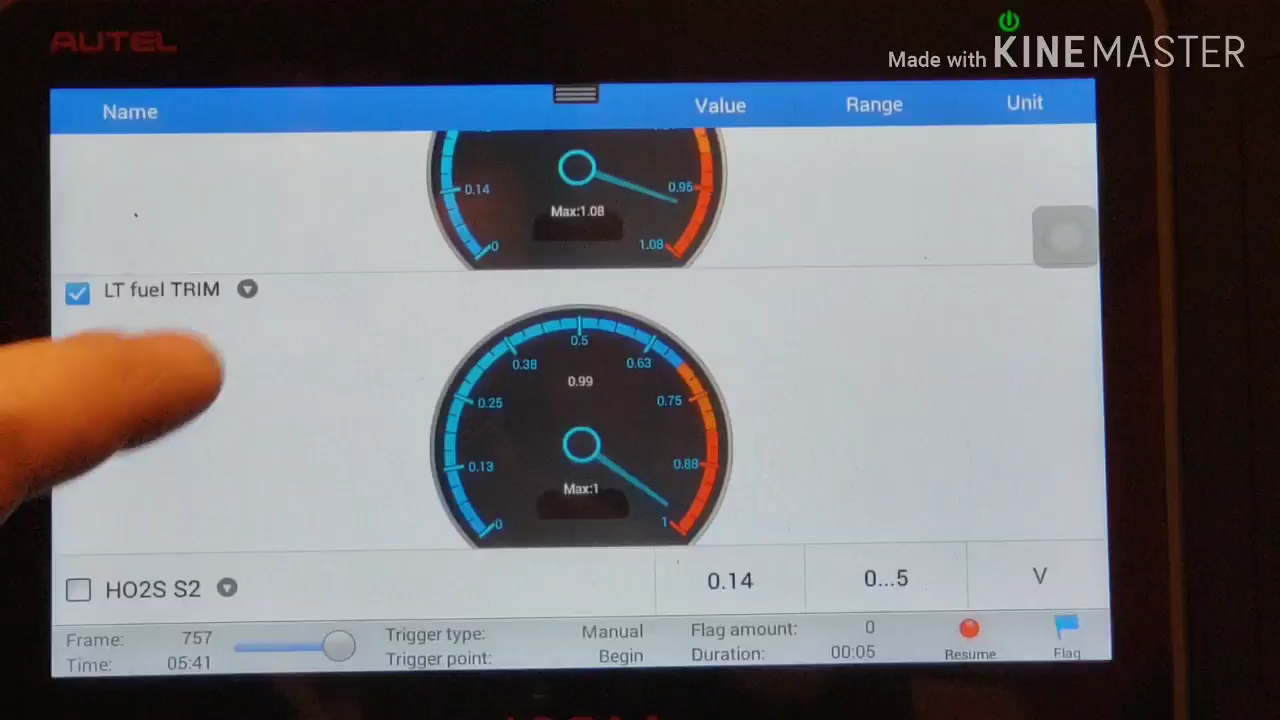 AUTEL
Made with KINEMASTER
Name Value Range Unit
0.14 0.95
Max:1.08
0 1.08
LT fuel TRIM
0.5
0.38 0.63
0.99
0.25 0.75
0.13 0.88
Max:1
0 1
HO2S S2 0.14 0...5 V
Frame: 757 Trigger type: Manual Flag amount: 0
Time: 05:41 Trigger point: Begin Duration: 00:05 Resume Flag